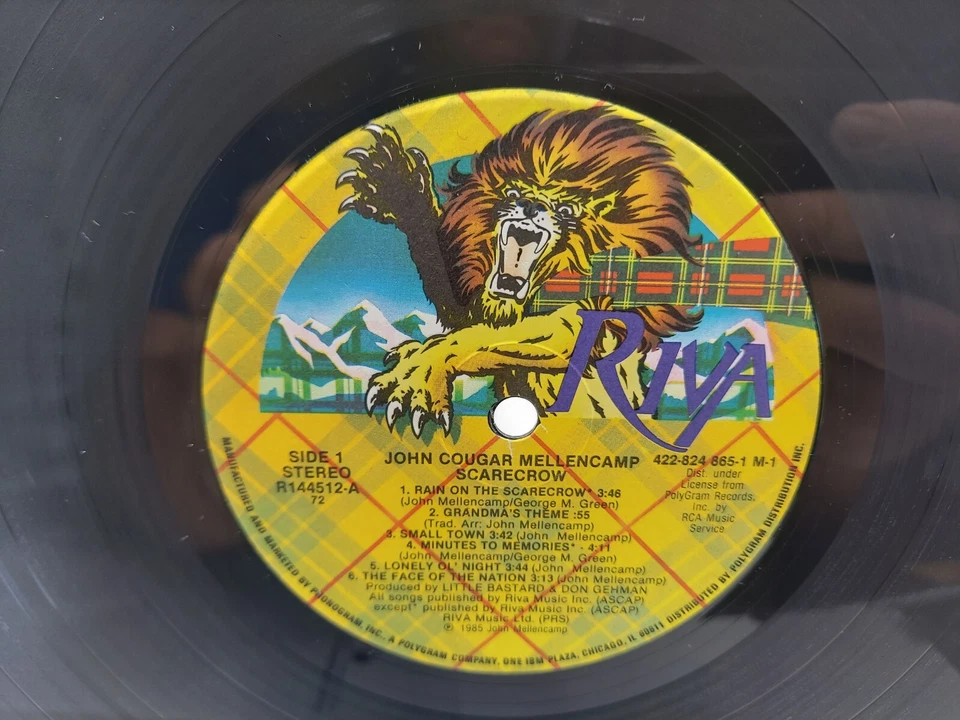 RIVA
SIDE 1
STEREO
R144512-A
72
JOHN COUGAR MELLENCAMP
SCARECROW
422-824 865-1 M-1
Dist. under
License from
PolyGram Records,
Inc. by
RCA Music
Service
1. RAIN ON THE SCARECROW* 3:46
(John Mellencamp/George M. Green)
2. GRANDMA'S THEME :55
(Trad. Arr: John Mellencamp)
3. SMALL TOWN 3:42 (John Mellencamp)
4. MINUTES TO MEMORIES* - 4:11
(John Mellencamp/George M. Green)
5. LONELY OL' NIGHT 3:44 (John Mellencamp)
6. THE FACE OF THE NATION 3:13 (John Mellencamp)
Produced by LITTLE BASTARD & DON GEHMAN
All songs published by Riva Music Inc. (ASCAP)
except* published by Riva Music Inc. (ASCAP)
RIVA Music Ltd. (PRS)
℗ 1985 John Mellencamp
MANUFACTURED AND MARKETED BY PHONOGRAM, INC., A POLYGRAM COMPANY, ONE IBM PLAZA, CHICAGO, IL 60611 DISTRIBUTED BY POLYGRAM DISTRIBUTION INC.